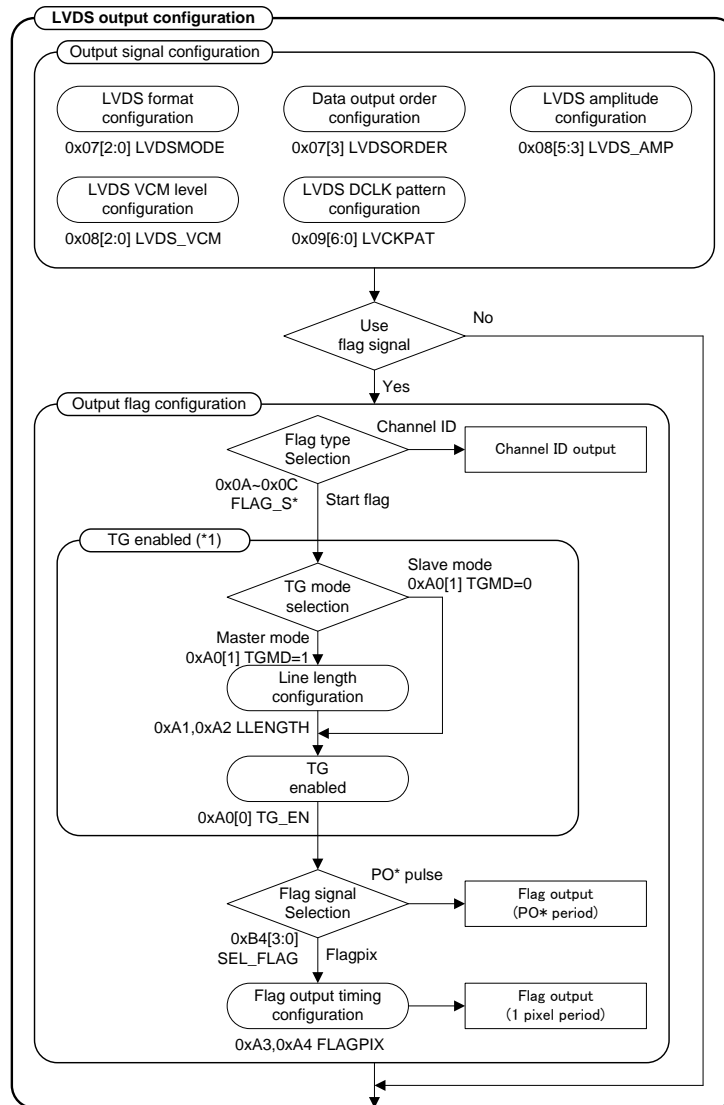 LVDS output configuration
Output signal configuration
LVDS format
configuration
0x07[2:0] LVDSMODE
Data output order
configuration
0x07[3] LVDSORDER
LVDS amplitude
configuration
0x08[5:3] LVDS_AMP
LVDS VCM level
configuration
0x08[2:0] LVDS_VCM
LVDS DCLK pattern
configuration
0x09[6:0] LVCKPAT
Use
flag signal
No
Yes
Output flag configuration
Flag type
Selection
Channel ID
Channel ID output
0x0A~0x0C
FLAG_S*
Start flag
TG enabled (*1)
TG mode
selection
Slave mode
0xA0[1] TGMD=0
Master mode
0xA0[1] TGMD=1
Line length
configuration
0xA1,0xA2 LLENGTH
TG
enabled
0xA0[0] TG_EN
Flag signal
Selection
PO* pulse
Flag output
(PO* period)
0xB4[3:0]
SEL_FLAG
Flagpix
Flag output timing
configuration
Flag output
(1 pixel period)
0xA3,0xA4 FLAGPIX